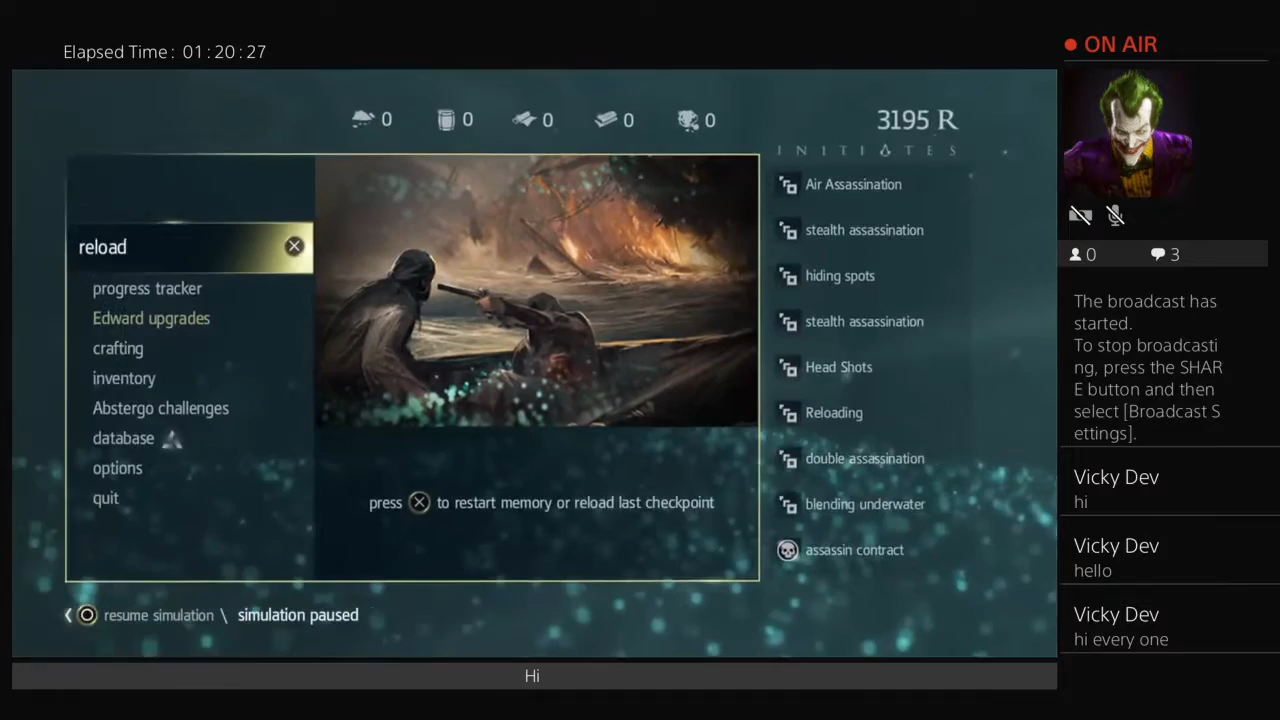 Elapsed Time: 01:20:27
ON AIR
0 0 0 0 0
3195 R
INITIATES
reload
progress tracker
Edward upgrades
crafting
inventory
Abstergo challenges
database
options
quit
press X to restart memory or reload last checkpoint
Air Assassination
stealth assassination
hiding spots
stealth assassination
Head Shots
Reloading
double assassination
blending underwater
assassin contract
resume simulation \ simulation paused
Hi
0 3
The broadcast has
started.
To stop broadcasti
ng, press the SHAR
E button and then
select [Broadcast S
ettings].
Vicky Dev
hi
Vicky Dev
hello
Vicky Dev
hi every one